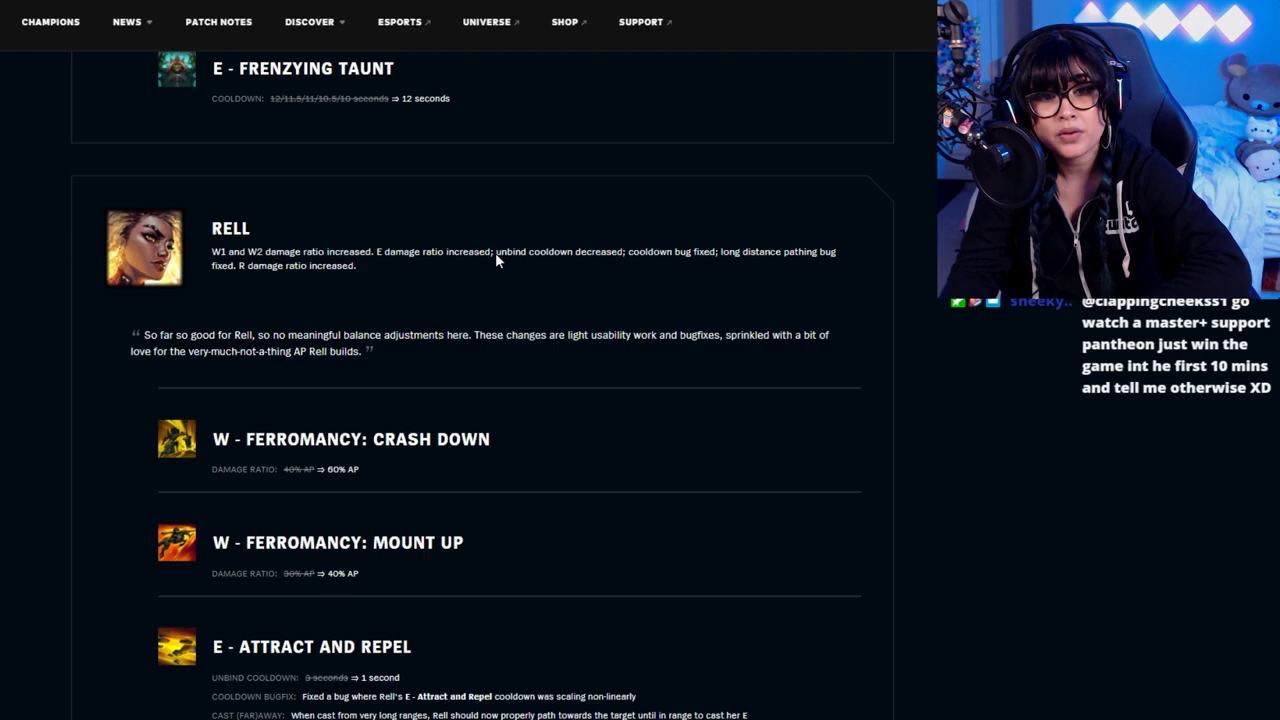 CHAMPIONS NEWS PATCH NOTES DISCOVER ESPORTS UNIVERSE SHOP SUPPORT
E - FRENZYING TAUNT
COOLDOWN: 12/11.5/11/10.5/10 seconds ⇒ 12 seconds
RELL
W1 and W2 damage ratio increased. E damage ratio increased; unbind cooldown decreased; cooldown bug fixed; long distance pathing bug
fixed. R damage ratio increased.
“ So far so good for Rell, so no meaningful balance adjustments here. These changes are light usability work and bugfixes, sprinkled with a bit of
love for the very-much-not-a-thing AP Rell builds. ”
W - FERROMANCY: CRASH DOWN
DAMAGE RATIO: 40% AP ⇒ 60% AP
W - FERROMANCY: MOUNT UP
DAMAGE RATIO: 30% AP ⇒ 40% AP
E - ATTRACT AND REPEL
UNBIND COOLDOWN: 3 seconds ⇒ 1 second
COOLDOWN BUGFIX: Fixed a bug where Rell's E - Attract and Repel cooldown was scaling non-linearly
CAST (FAR)AWAY: When cast from very long ranges, Rell should now properly path towards the target until in range to cast her E
sheeky.. @clappingcheekss1 go
watch a master+ support
pantheon just win the
game int he first 10 mins
and tell me otherwise XD